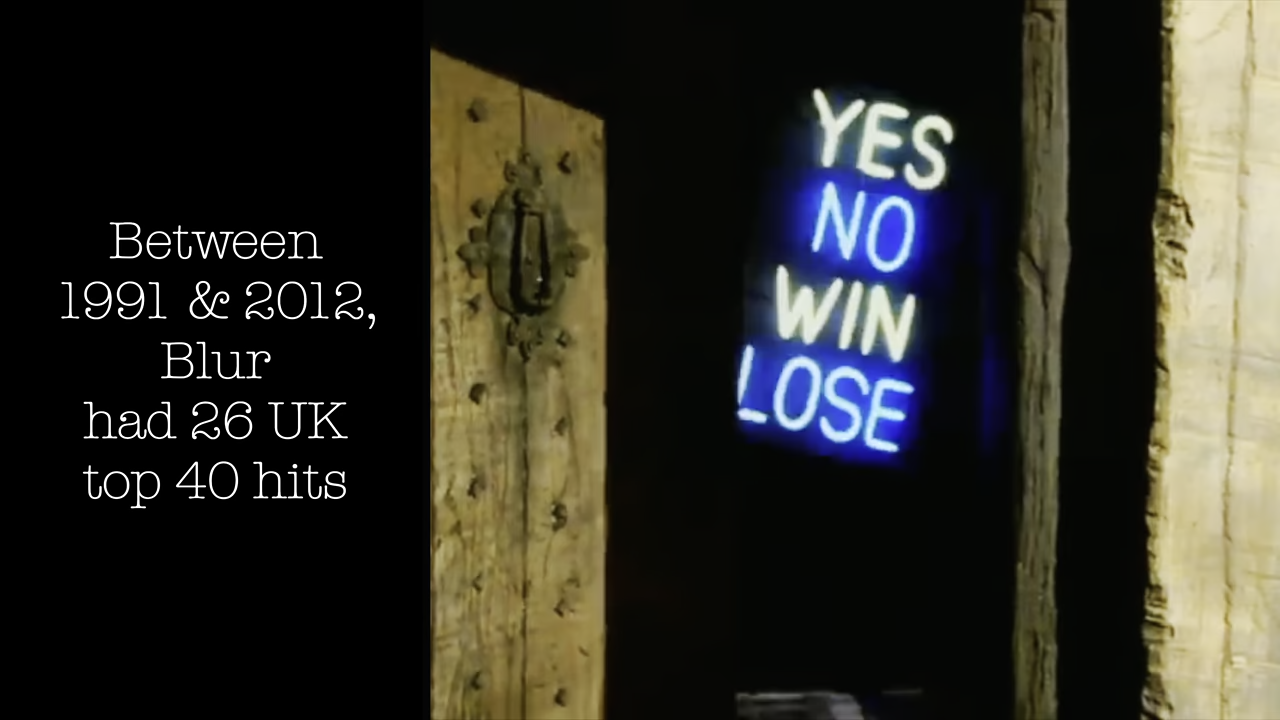 Between
1991 & 2012,
Blur
had 26 UK
top 40 hits
YES
NO
WIN
LOSE